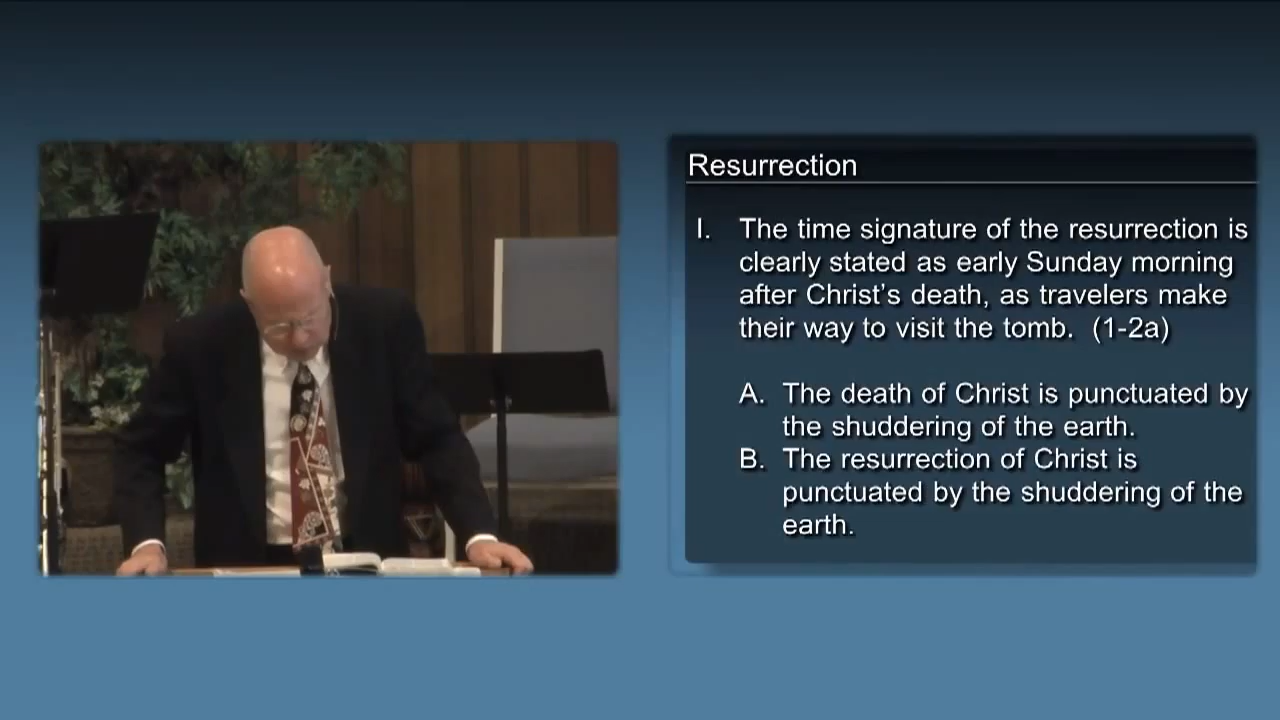 Resurrection
I. The time signature of the resurrection is
clearly stated as early Sunday morning
after Christ's death, as travelers make
their way to visit the tomb. (1-2a)
A. The death of Christ is punctuated by
the shuddering of the earth.
B. The resurrection of Christ is
punctuated by the shuddering of the
earth.